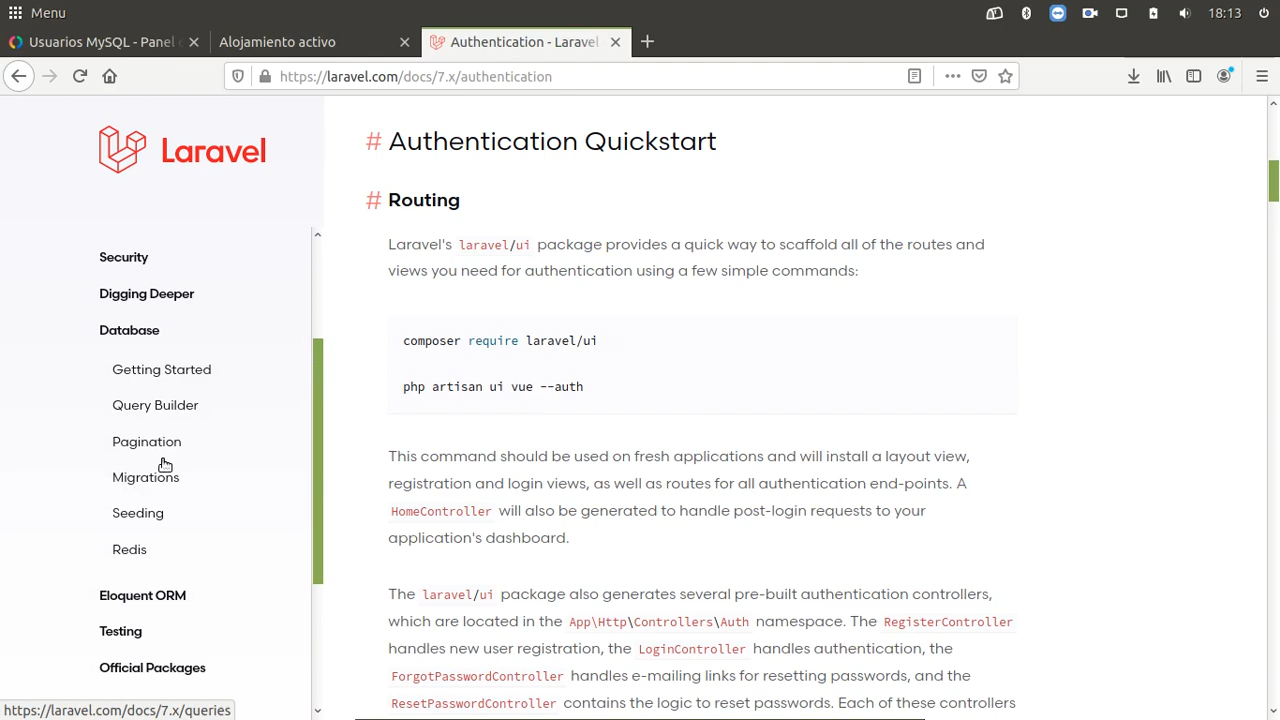 Menu
18:13
Usuarios MySQL - Panel
Alojamiento activo
Authentication - Laravel
https://laravel.com/docs/7.x/authentication
Laravel
Security
Digging Deeper
Database
Getting Started
Query Builder
Pagination
Migrations
Seeding
Redis
Eloquent ORM
Testing
Official Packages
https://laravel.com/docs/7.x/queries
# Authentication Quickstart
# Routing
Laravel's laravel/ui package provides a quick way to scaffold all of the routes and
views you need for authentication using a few simple commands:
composer require laravel/ui
php artisan ui vue --auth
This command should be used on fresh applications and will install a layout view,
registration and login views, as well as routes for all authentication end-points. A
HomeController will also be generated to handle post-login requests to your
application's dashboard.
The laravel/ui package also generates several pre-built authentication controllers,
which are located in the App\Http\Controllers\Auth namespace. The RegisterController
handles new user registration, the LoginController handles authentication, the
ForgotPasswordController handles e-mailing links for resetting passwords, and the
ResetPasswordController contains the logic to reset passwords. Each of these controllers